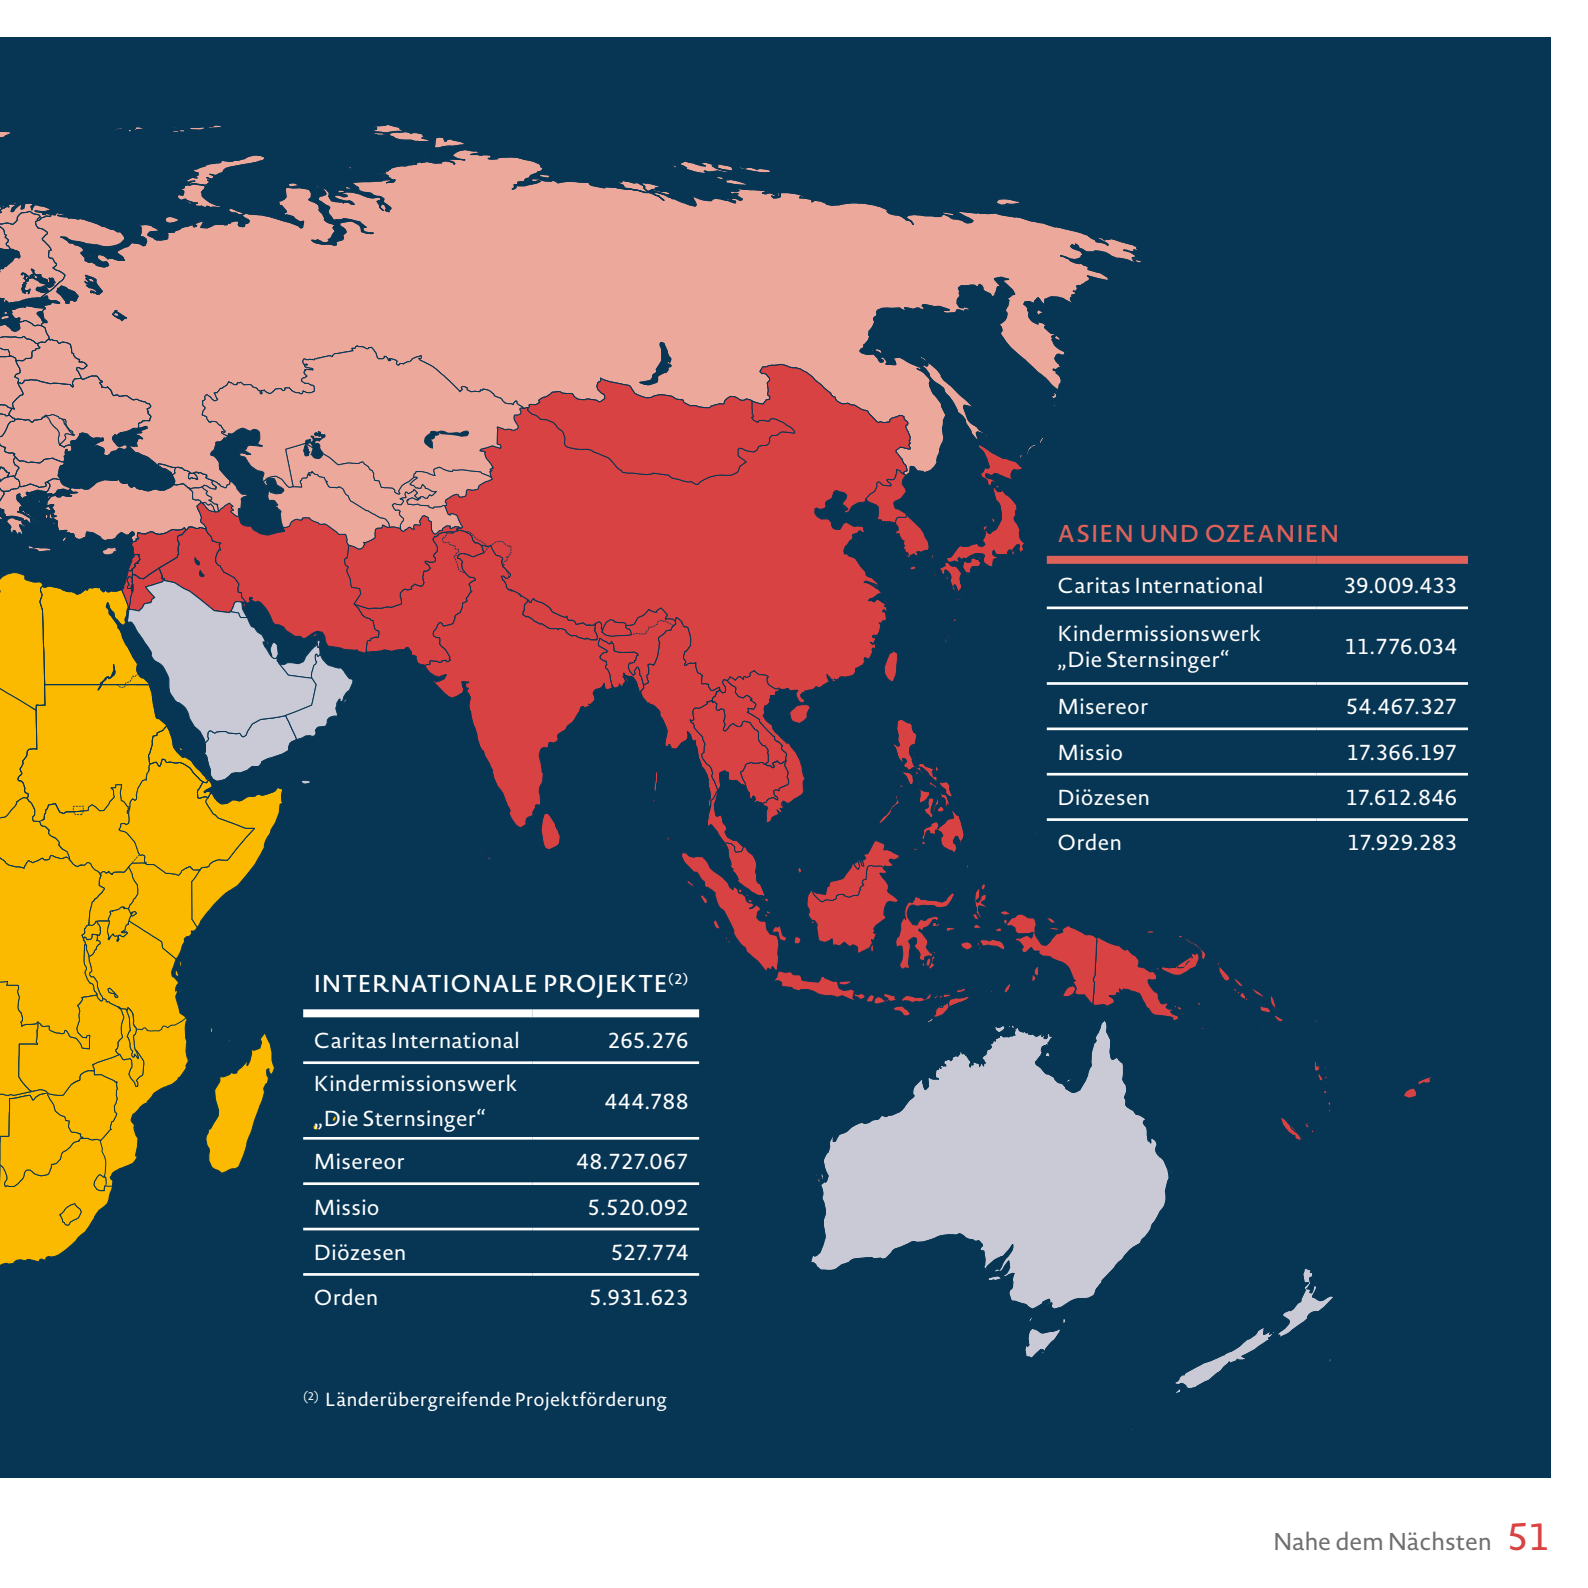 ASIEN UND OZEANIEN
Caritas International 39.009.433
Kindermissionswerk
„Die Sternsinger“ 11.776.034
Misereor 54.467.327
Missio 17.366.197
Diözesen 17.612.846
Orden 17.929.283
INTERNATIONALE PROJEKTE(2)
Caritas International 265.276
Kindermissionswerk
„Die Sternsinger“ 444.788
Misereor 48.727.067
Missio 5.520.092
Diözesen 527.774
Orden 5.931.623
(2) Länderübergreifende Projektförderung
Nahe dem Nächsten 51